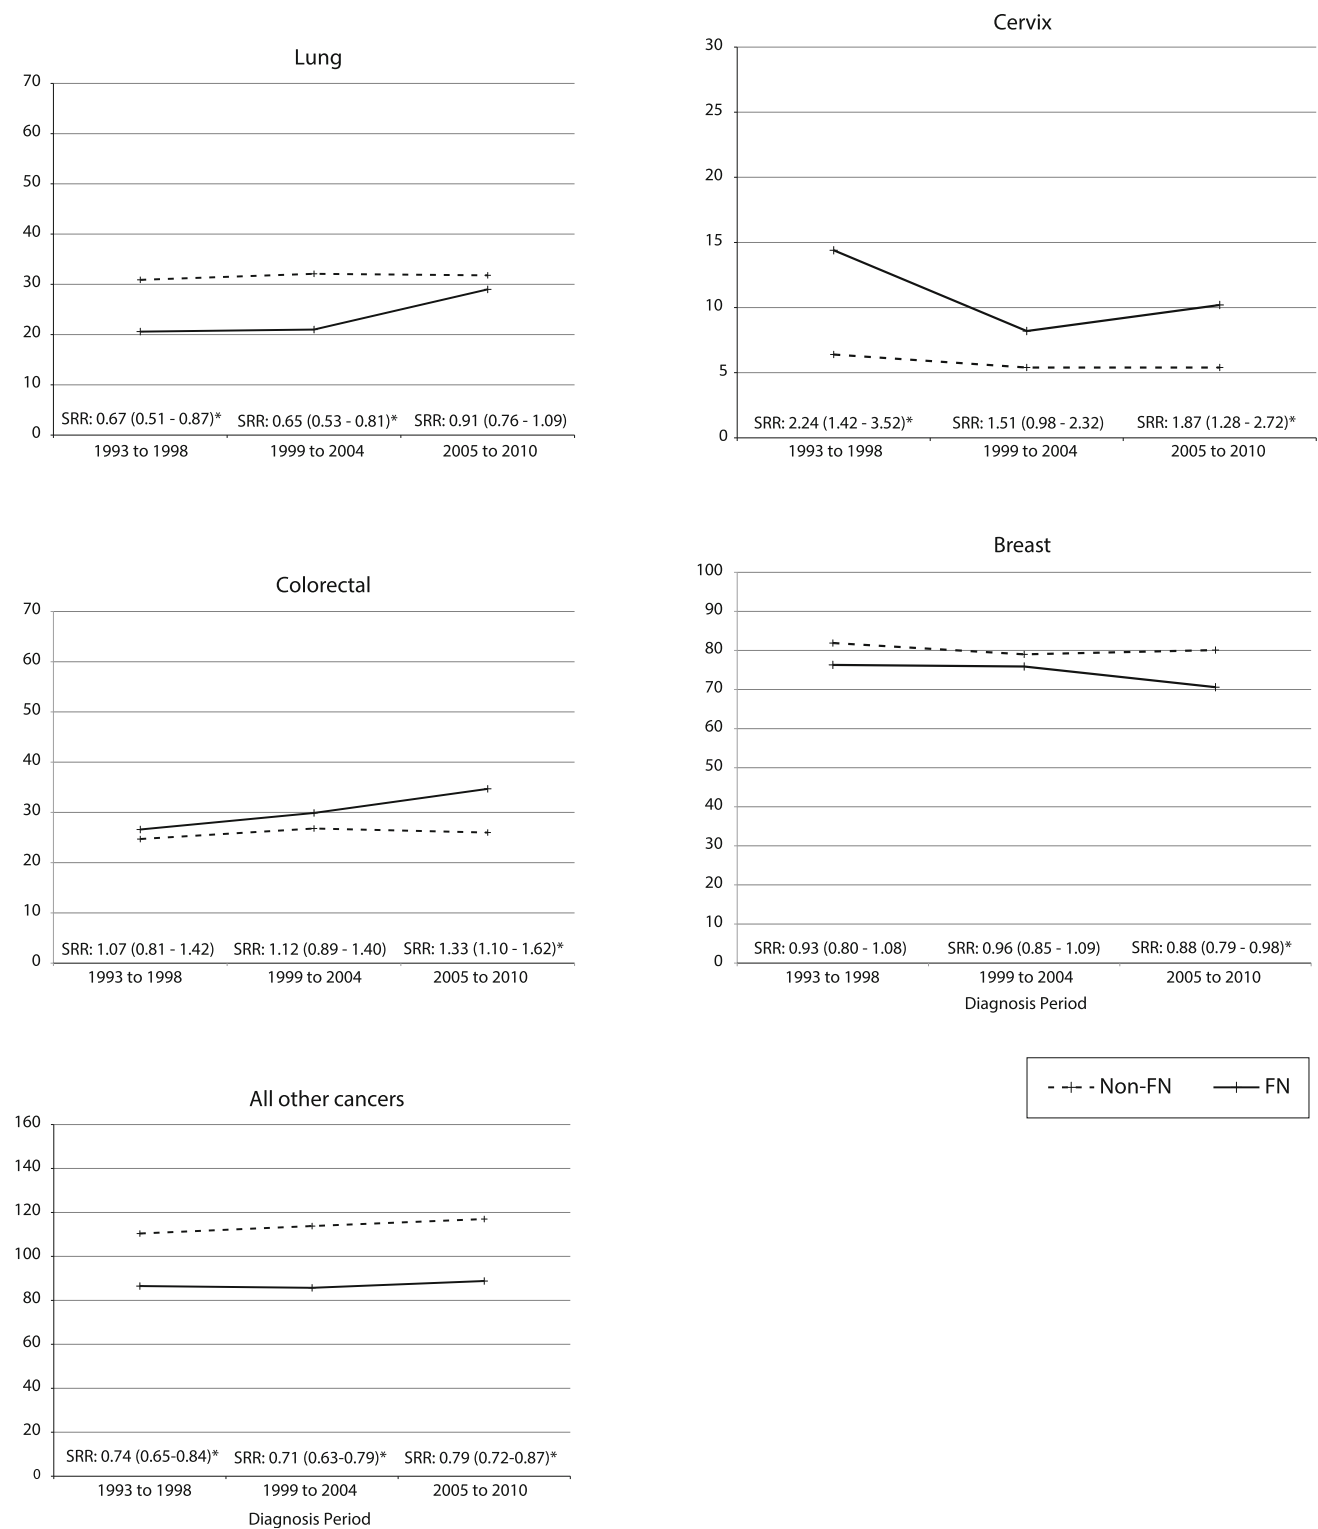 Lung
70
60
50
40
30
20
10
0
SRR: 0.67 (0.51 - 0.87)* SRR: 0.65 (0.53 - 0.81)* SRR: 0.91 (0.76 - 1.09)
1993 to 1998 1999 to 2004 2005 to 2010
Cervix
30
25
20
15
10
5
0
SRR: 2.24 (1.42 - 3.52)* SRR: 1.51 (0.98 - 2.32) SRR: 1.87 (1.28 - 2.72)*
1993 to 1998 1999 to 2004 2005 to 2010
Colorectal
70
60
50
40
30
20
10
0
SRR: 1.07 (0.81 - 1.42) SRR: 1.12 (0.89 - 1.40) SRR: 1.33 (1.10 - 1.62)*
1993 to 1998 1999 to 2004 2005 to 2010
Breast
100
90
80
70
60
50
40
30
20
10
0
SRR: 0.93 (0.80 - 1.08) SRR: 0.96 (0.85 - 1.09) SRR: 0.88 (0.79 - 0.98)*
1993 to 1998 1999 to 2004 2005 to 2010
Diagnosis Period
Non-FN FN
All other cancers
160
140
120
100
80
60
40
20
0
SRR: 0.74 (0.65-0.84)* SRR: 0.71 (0.63-0.79)* SRR: 0.79 (0.72-0.87)*
1993 to 1998 1999 to 2004 2005 to 2010
Diagnosis Period